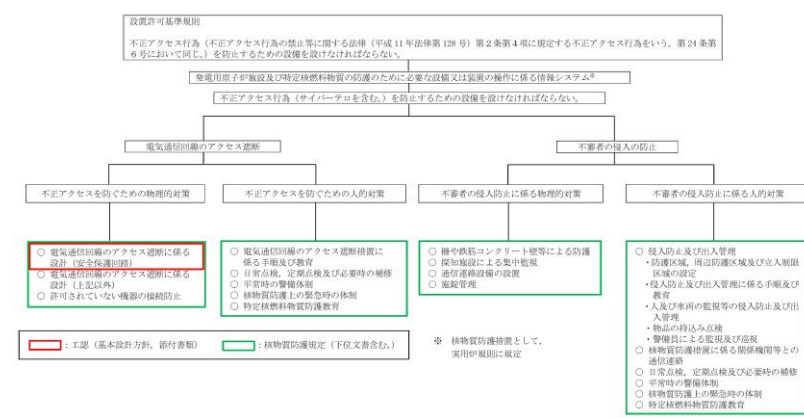 設置許可基準規則
不正アクセス行為（不正アクセス行為の禁止等に関する法律（平成11年法律第128号）第2条第4項に規定する不正アクセス行為をいう。第24条第
6号において同じ。）を防止するための設備を設けなければならない。
発電用原子炉施設及び特定核燃料物質の防護のために必要な設備又は装置の操作に係る情報システム※
不正アクセス行為（サイバーテロを含む。）を防止するための設備を設けなければならない。
電気通信回線のアクセス遮断
不審者の侵入の防止
不正アクセスを防ぐための物理的対策
不正アクセスを防ぐための人的対策
不審者の侵入防止に係る物理的対策
不審者の侵入防止に係る人的対策
○ 電気通信回線のアクセス遮断に係る
設計（安全保護回路）
○ 電気通信回線のアクセス遮断に係る
設計（上記以外）
○ 許可されていない機器の接続防止
○ 電気通信回線のアクセス遮断措置に
係る手順及び教育
○ 日常点検、定期点検及び必要時の補修
○ 平常時の警備体制
○ 核物質防護上の緊急時の体制
○ 特定核燃料物質防護教育
○ 柵や鉄筋コンクリート壁等による防護
○ 探知施設による集中監視
○ 通信連絡設備の設置
○ 施錠管理
○ 侵入防止及び出入管理
・防護区域、周辺防護区域及び立入制限
区域の設定
・侵入防止及び出入管理に係る手順及び
教育
・人及び車両の監視等の侵入防止及び出
入管理
・物品の持込み点検
・警備員による監視及び巡視
○ 核物質防護措置に係る関係機関等との
通信連絡
○ 日常点検、定期点検及び必要時の補修
○ 平常時の警備体制
○ 核物質防護上の緊急時の体制
○ 特定核燃料物質防護教育
：工認（基本設計方針，添付書類）
：核物質防護規定（下位文書含む。）
※ 核物質防護措置として，
実用炉規則に規定